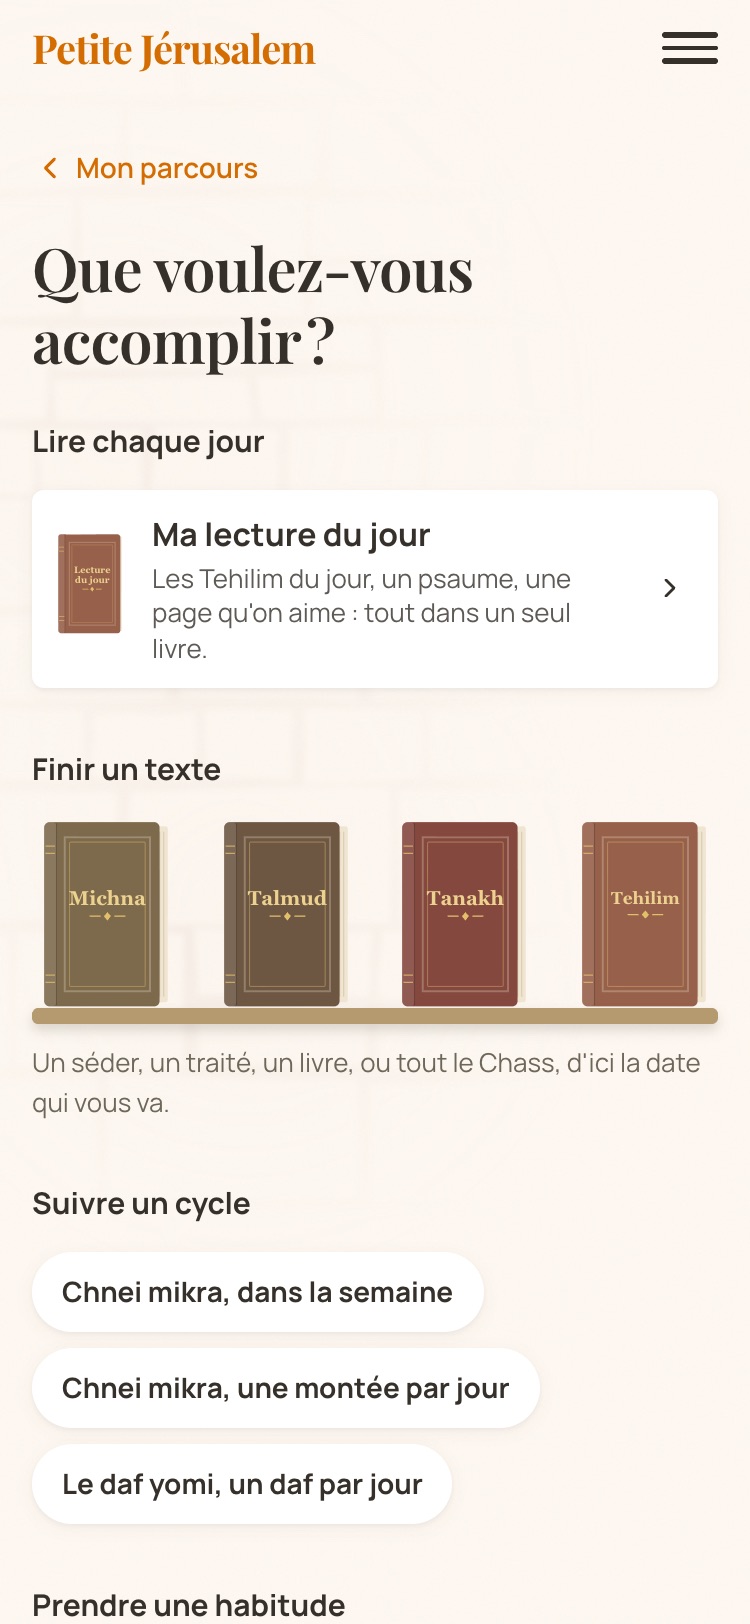 Petite Jérusalem
Mon parcours
Que voulez-vous
accomplir ?
Lire chaque jour
Lecture
du jour
Ma lecture du jour
Les Tehilim du jour, un psaume, une
page qu'on aime : tout dans un seul
livre.
Finir un texte
Michna
Talmud
Tanakh
Tehilim
Un séder, un traité, un livre, ou tout le Chass, d'ici la date
qui vous va.
Suivre un cycle
Chnei mikra, dans la semaine
Chnei mikra, une montée par jour
Le daf yomi, un daf par jour
Prendre une habitude